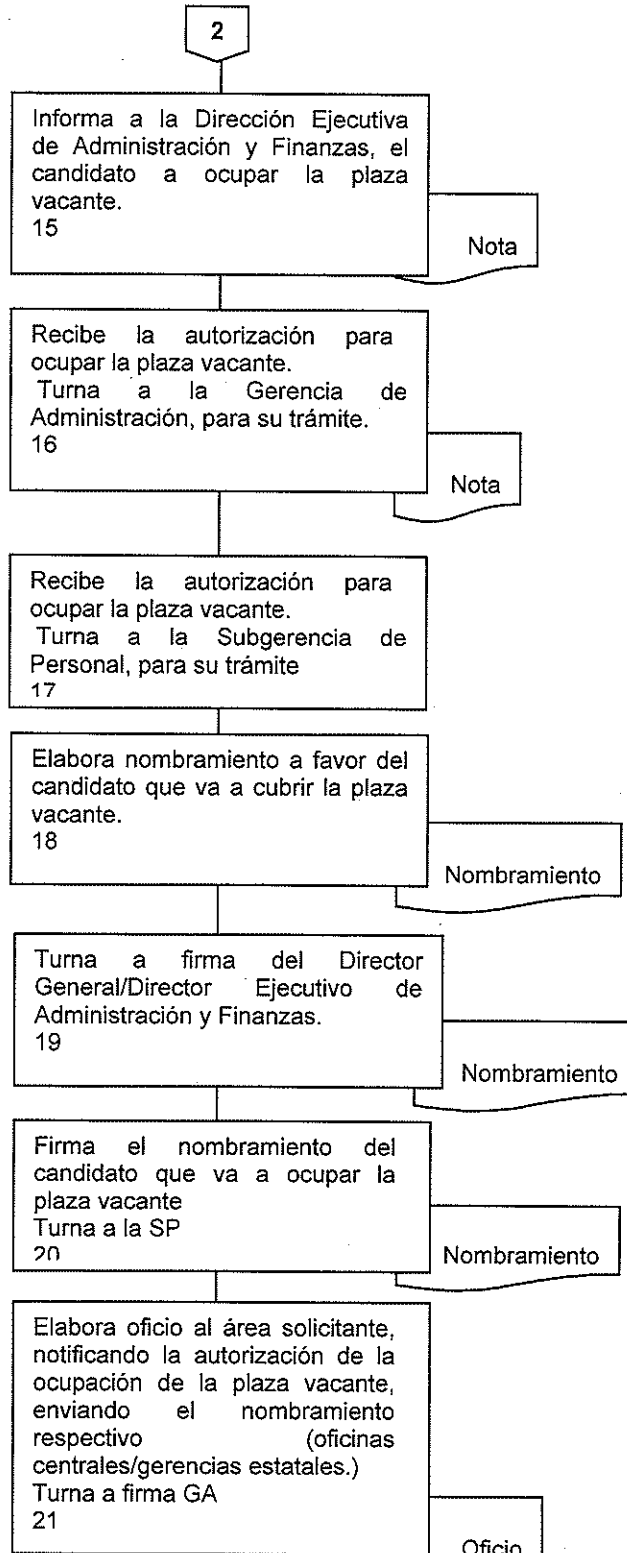 2
Informa a la Dirección Ejecutiva
de Administración y Finanzas, el
candidato a ocupar la plaza
vacante.
15
Nota
Recibe la autorización para
ocupar la plaza vacante.
Turna a la Gerencia de
Administración, para su trámite.
16
Nota
Recibe la autorización para
ocupar la plaza vacante.
Turna a la Subgerencia de
Personal, para su trámite
17
Elabora nombramiento a favor del
candidato que va a cubrir la plaza
vacante.
18
Nombramiento
Turna a firma del Director
General/Director Ejecutivo de
Administración y Finanzas.
19
Nombramiento
Firma el nombramiento del
candidato que va a ocupar la
plaza vacante
Turna a la SP
20
Nombramiento
Elabora oficio al área solicitante,
notificando la autorización de la
ocupación de la plaza vacante,
enviando el nombramiento
respectivo (oficinas
centrales/gerencias estatales.)
Turna a firma GA
21
Oficio